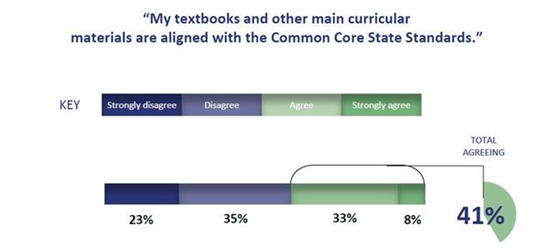 “My textbooks and other main curricular
materials are aligned with the Common Core State Standards.”
KEY
Strongly disagree
Disagree
Agree
Strongly agree
TOTAL
AGREEING
23%
35%
33%
8%
41%